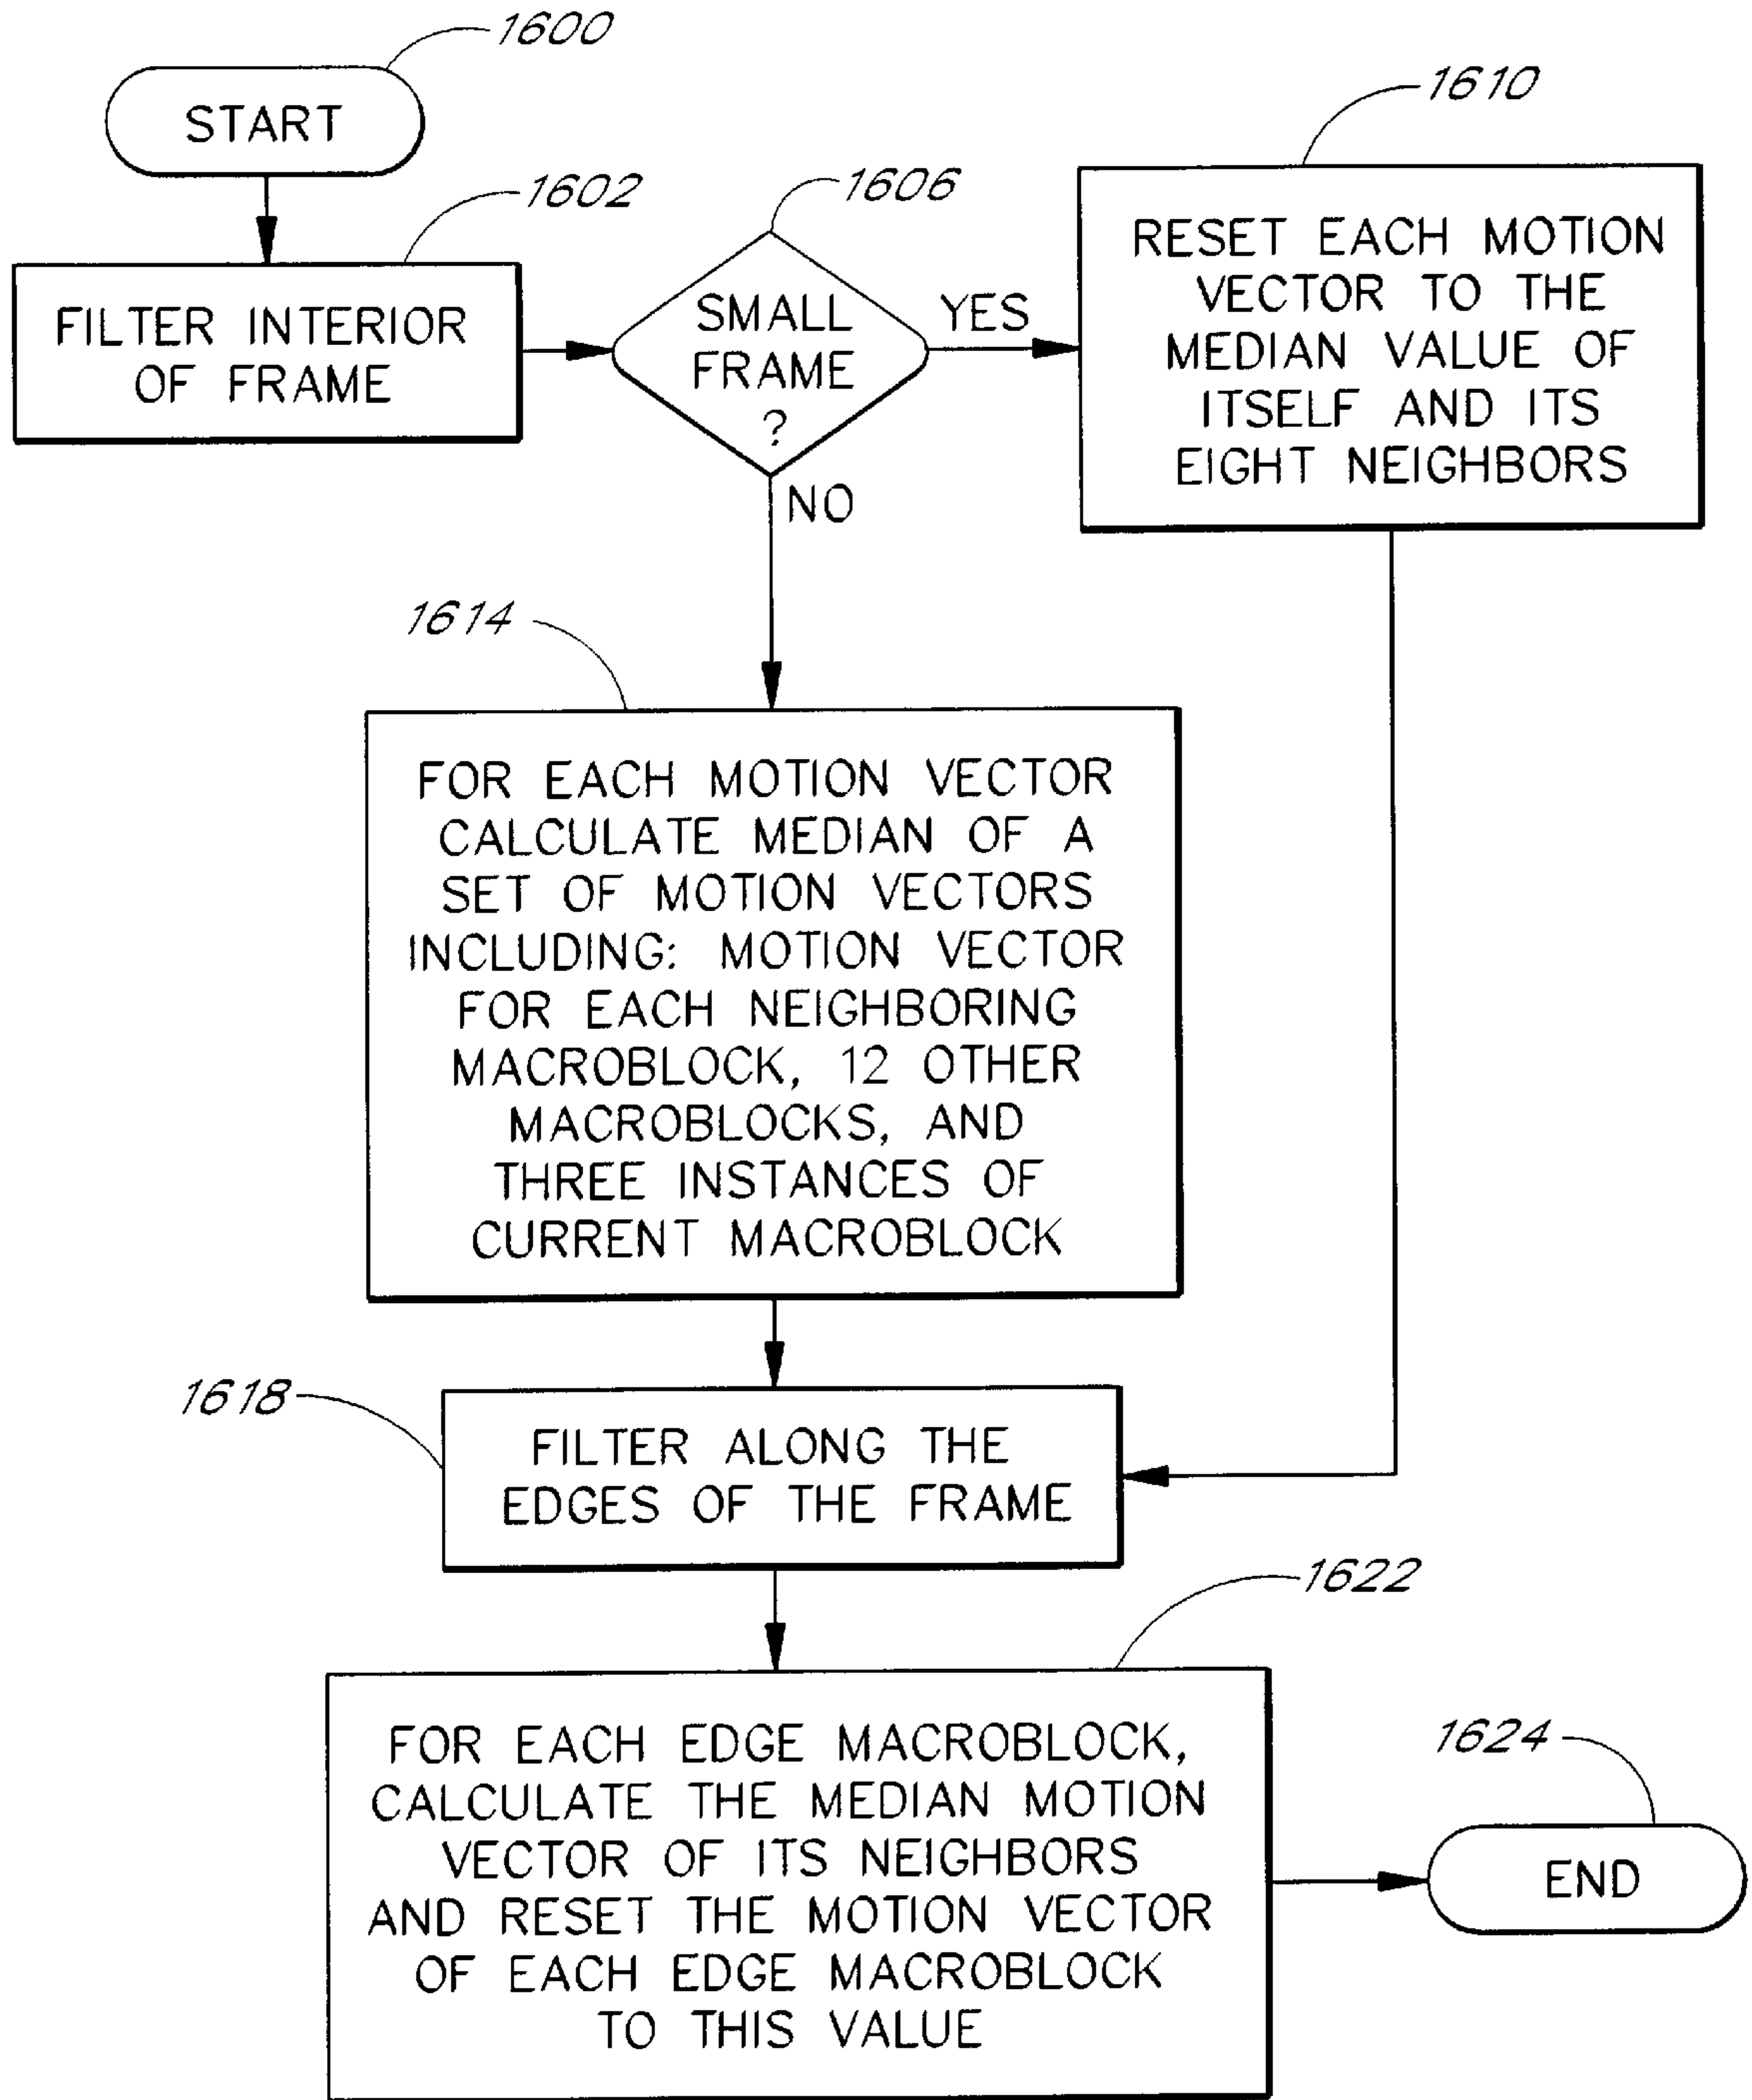 1600
START
1602
FILTER INTERIOR
OF FRAME
1606
SMALL
FRAME
?
YES
NO
1610
RESET EACH MOTION
VECTOR TO THE
MEDIAN VALUE OF
ITSELF AND ITS
EIGHT NEIGHBORS
1614
FOR EACH MOTION VECTOR
CALCULATE MEDIAN OF A
SET OF MOTION VECTORS
INCLUDING: MOTION VECTOR
FOR EACH NEIGHBORING
MACROBLOCK, 12 OTHER
MACROBLOCKS, AND
THREE INSTANCES OF
CURRENT MACROBLOCK
1618
FILTER ALONG THE
EDGES OF THE FRAME
1622
FOR EACH EDGE MACROBLOCK,
CALCULATE THE MEDIAN MOTION
VECTOR OF ITS NEIGHBORS
AND RESET THE MOTION VECTOR
OF EACH EDGE MACROBLOCK
TO THIS VALUE
1624
END